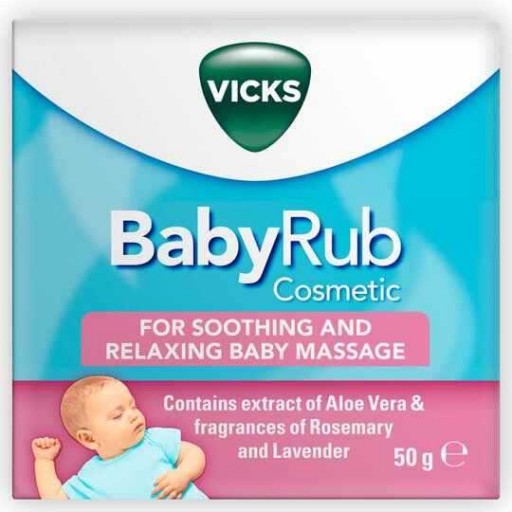 VICKS
BabyRub
Cosmetic
FOR SOOTHING AND
RELAXING BABY MASSAGE
Contains extract of Aloe Vera &
fragrances of Rosemary
and Lavender
50 g ℮